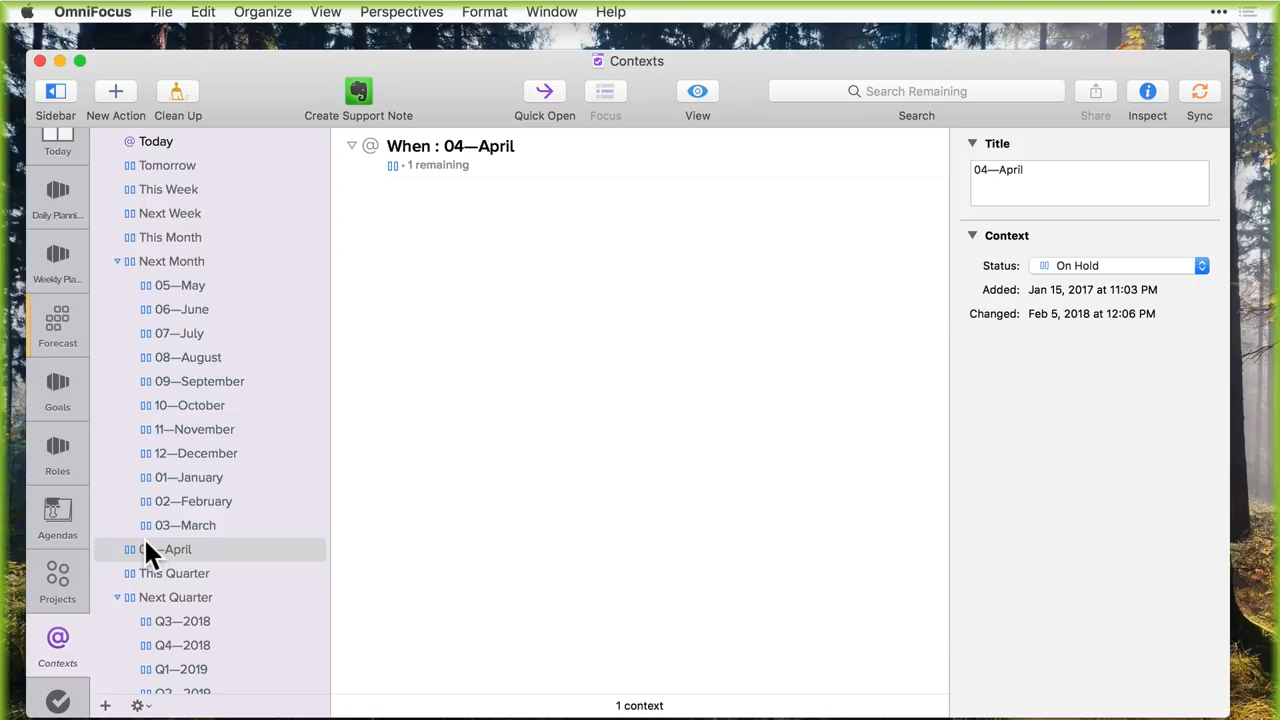 OmniFocus File Edit Organize View Perspectives Format Window Help
Contexts
Sidebar New Action Clean Up Create Support Note Quick Open Focus View Search Remaining Search Share Inspect Sync
Today
Daily Planni...
Weekly Pla...
Forecast
Goals
Roles
Agendas
Projects
Contexts
@ Today
Tomorrow
This Week
Next Week
This Month
Next Month
05—May
06—June
07—July
08—August
09—September
10—October
11—November
12—December
01—January
02—February
03—March
—April
This Quarter
Next Quarter
Q3—2018
Q4—2018
Q1—2019
Q2—2019
When : 04—April
• 1 remaining
1 context
Title
04—April
Context
Status: On Hold
Added: Jan 15, 2017 at 11:03 PM
Changed: Feb 5, 2018 at 12:06 PM